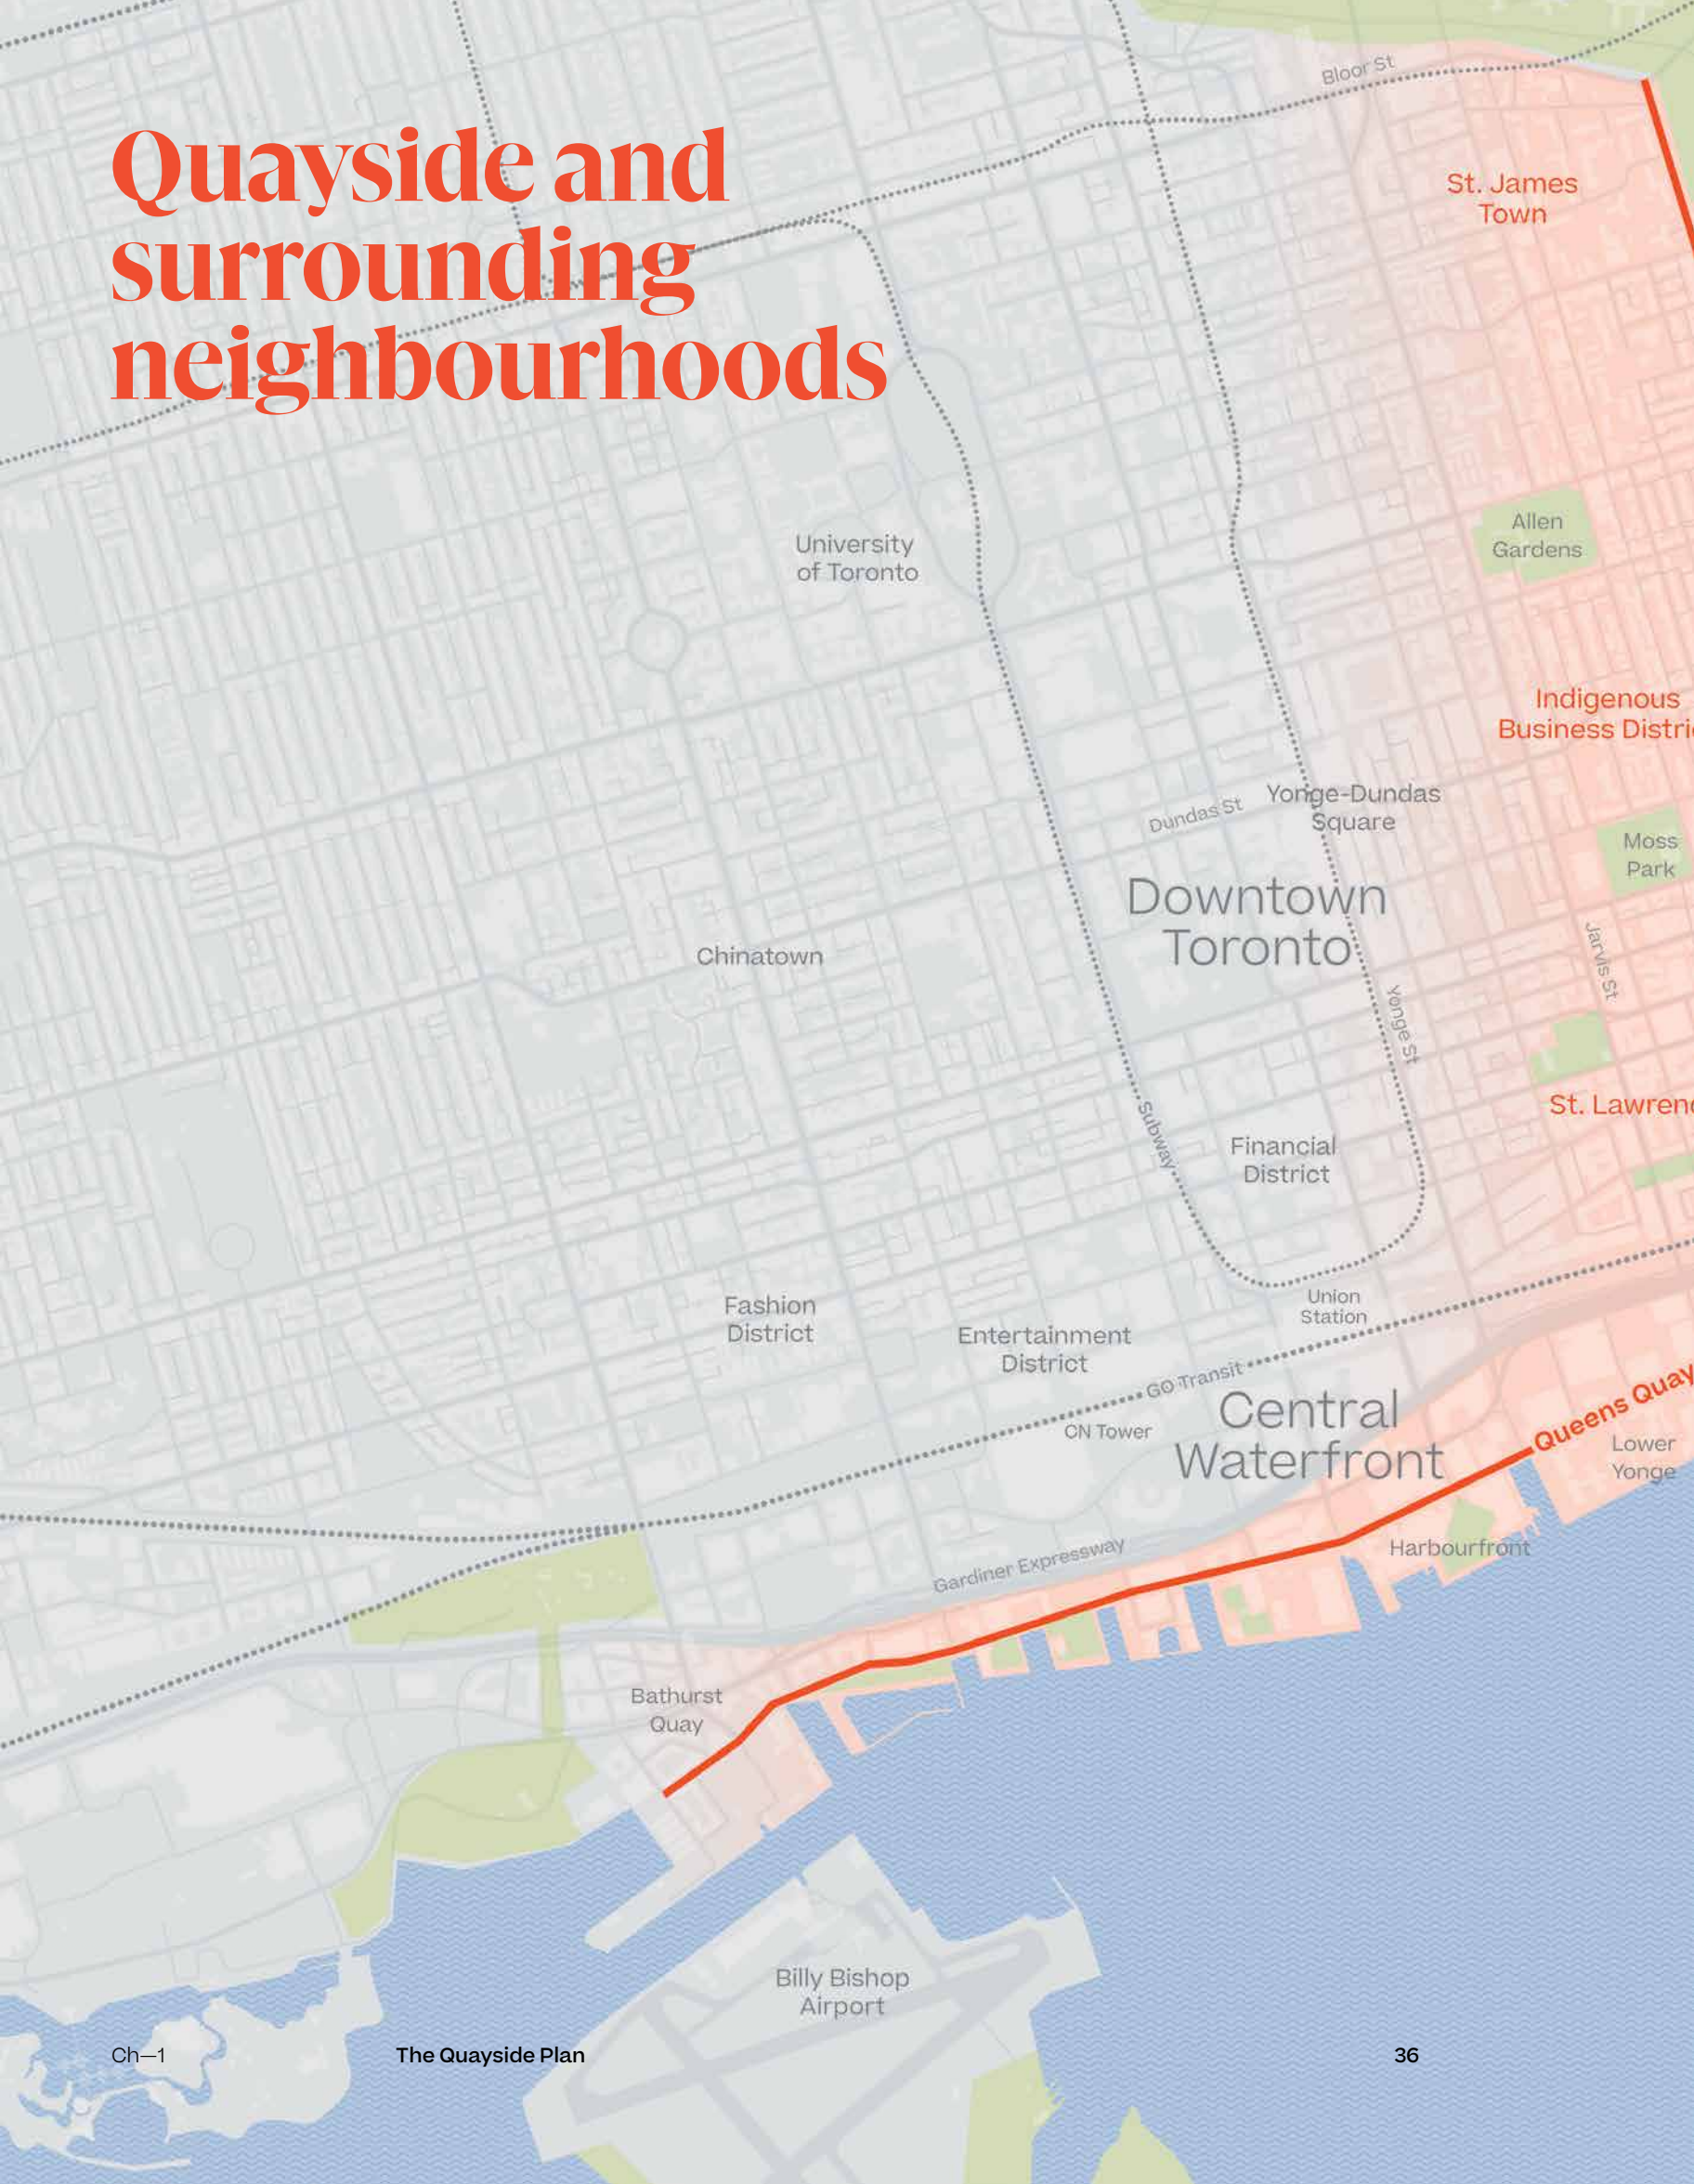 Bloor St
Quayside and
surrounding
neighbourhoods
St. James
Town
Allen
Gardens
University
of Toronto
Indigenous
Business Distri
Yonge-Dundas
Square
Dundas St
Moss
Park
Downtown
Toronto
Jarvis St
Chinatown
Yonge St
St. Lawren
Subway
Financial
District
Union
Station
Fashion
District
Entertainment
District
GO Transit
Central
Waterfront
CN Tower
Queens Quay
Lower
Yonge
Harbourfront
Gardiner Expressway
Bathurst
Quay
Billy Bishop
Airport
Ch—1
The Quayside Plan
36